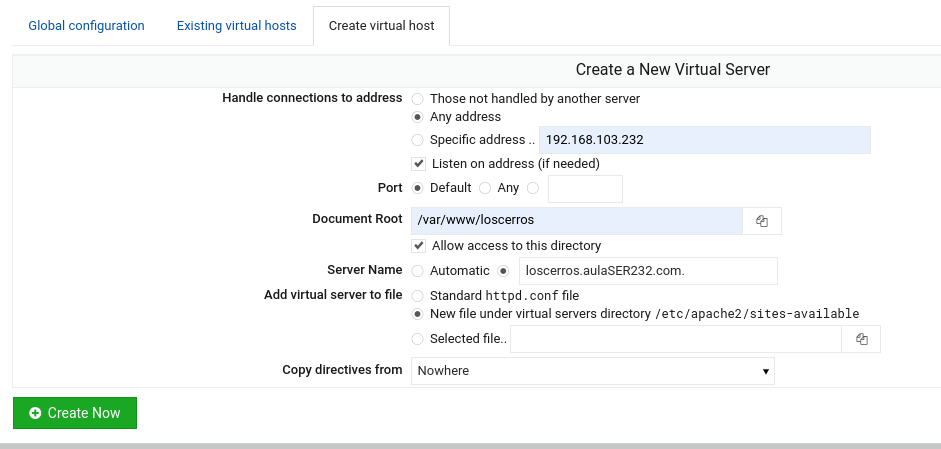 Global configuration Existing virtual hosts Create virtual host
Create a New Virtual Server
Handle connections to address Those not handled by another server
Any address
Specific address .. 192.168.103.232
Listen on address (if needed)
Port Default Any
Document Root /var/www/loscerros
Allow access to this directory
Server Name Automatic loscerros.aulaSER232.com.
Add virtual server to file Standard httpd.conf file
New file under virtual servers directory /etc/apache2/sites-available
Selected file..
Copy directives from Nowhere
Create Now